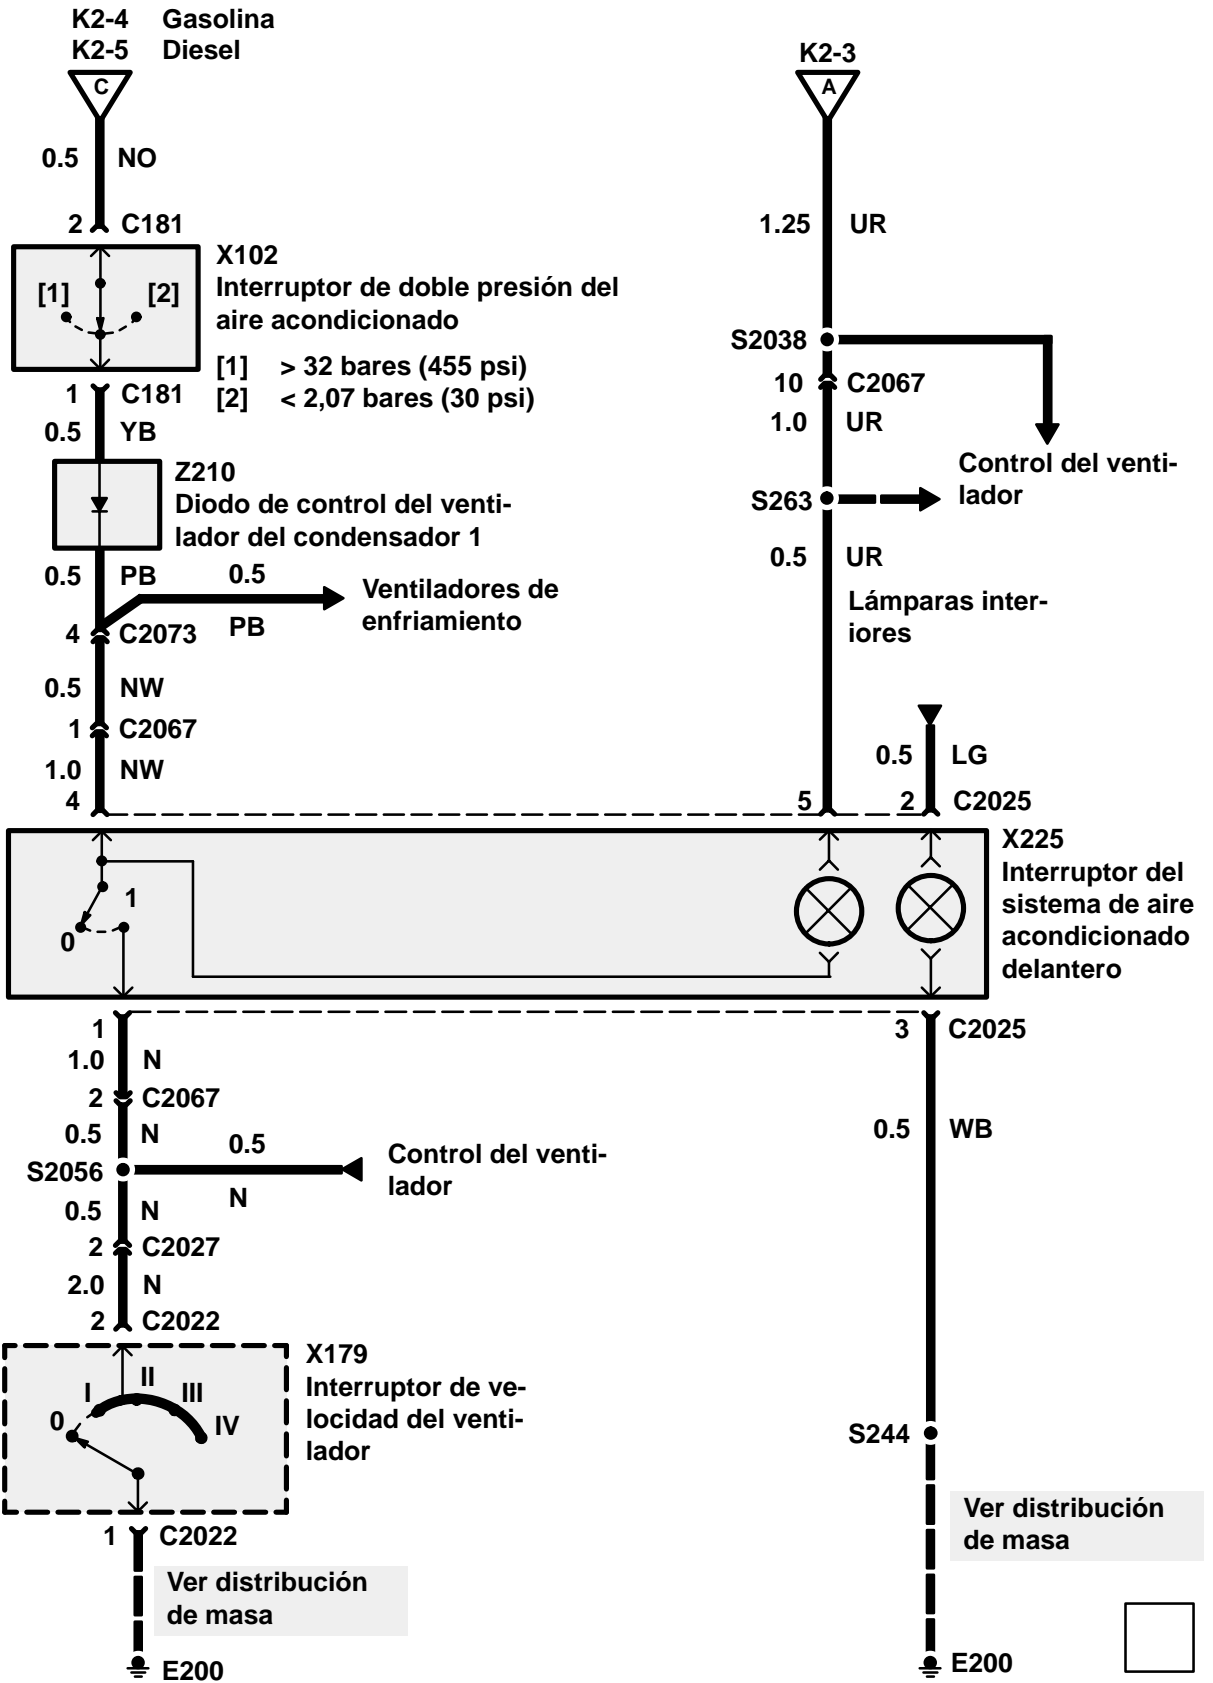 K2-4 Gasolina
K2-5 Diesel
C
0.5 NO
2 C181
[1] [2]
X102
Interruptor de doble presión del
aire acondicionado
[1] > 32 bares (455 psi)
[2] < 2,07 bares (30 psi)
1 C181
0.5 YB
Z210
Diodo de control del venti-
lador del condensador 1
0.5 PB
0.5
PB
Ventiladores de
enfriamiento
4 C2073
0.5 NW
1 C2067
1.0 NW
4
K2-3
A
1.25 UR
S2038
10 C2067
1.0 UR
Control del venti-
lador
S263
0.5 UR
Lámparas inter-
iores
0.5 LG
5 2 C2025
0 1
X225
Interruptor del
sistema de aire
acondicionado
delantero
1
1.0 N
2 C2067
0.5 N
S2056
0.5
N
Control del venti-
lador
0.5 N
2 C2027
2.0 N
2 C2022
0 I II III IV
X179
Interruptor de ve-
locidad del venti-
lador
1 C2022
Ver distribución
de masa
E200
3 C2025
0.5 WB
S244
Ver distribución
de masa
E200